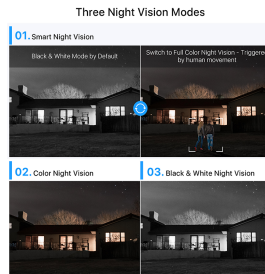 Three Night Vision Modes
01. Smart Night Vision
Black & White Mode by Default
Switch to Full Color Night Vision - Triggered
by human movement
02. Color Night Vision
03. Black & White Night Vision